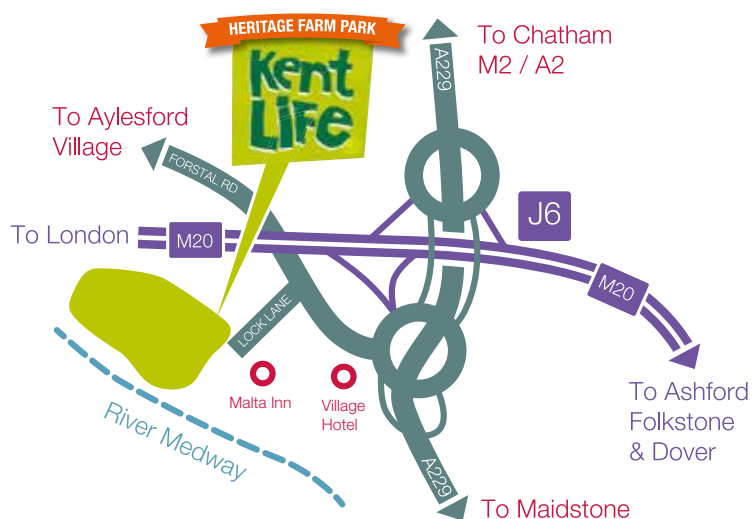 HERITAGE FARM PARK
Kent
LIFE
To Chatham
M2 / A2
A229
To Aylesford
Village
FORSTAL RD
J6
To London
M20
M20
LOCK LANE
Malta Inn
Village
Hotel
River Medway
To Ashford
Folkstone
& Dover
A229
To Maidstone